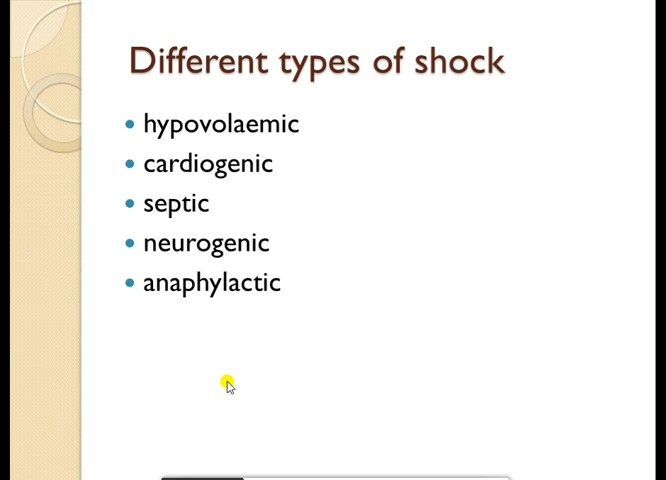 Different types of shock
hypovolaemic
cardiogenic
septic
neurogenic
anaphylactic